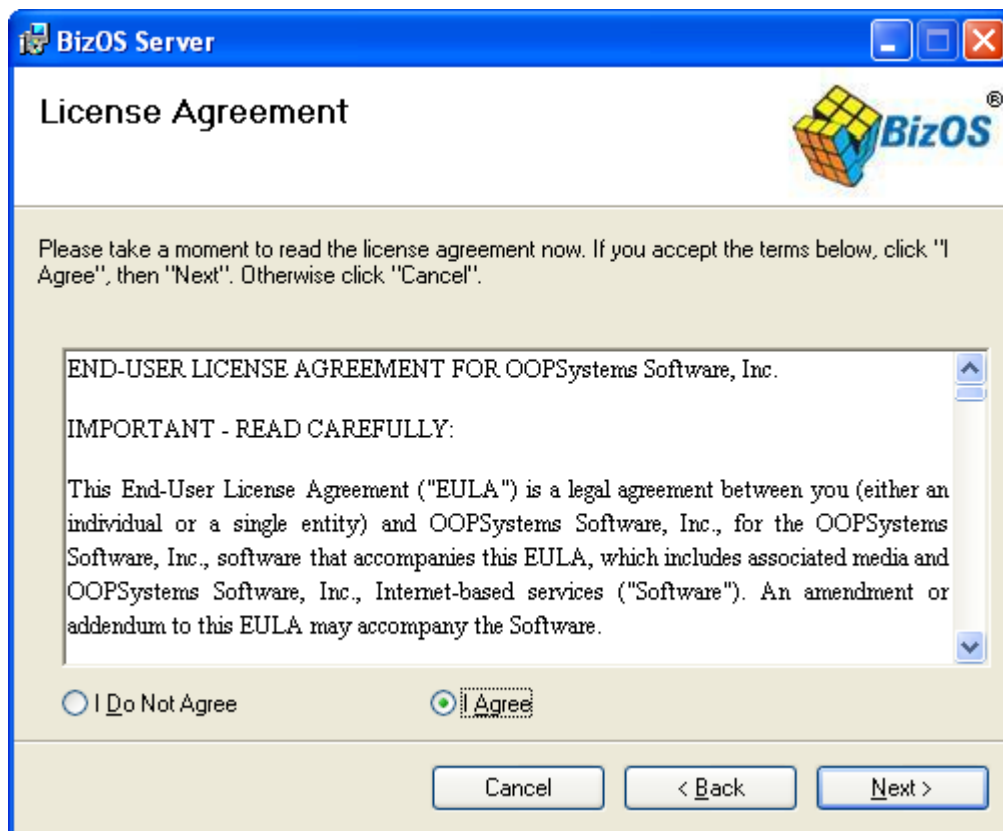 BizOS Server
License Agreement
BizOS ®
Please take a moment to read the license agreement now. If you accept the terms below, click "I
Agree", then "Next". Otherwise click "Cancel".
END-USER LICENSE AGREEMENT FOR OOPSystems Software, Inc.
IMPORTANT - READ CAREFULLY:
This End-User License Agreement ("EULA") is a legal agreement between you (either an
individual or a single entity) and OOPSystems Software, Inc., for the OOPSystems
Software, Inc., software that accompanies this EULA, which includes associated media and
OOPSystems Software, Inc., Internet-based services ("Software"). An amendment or
addendum to this EULA may accompany the Software.
I Do Not Agree
I Agree
Cancel
< Back
Next >